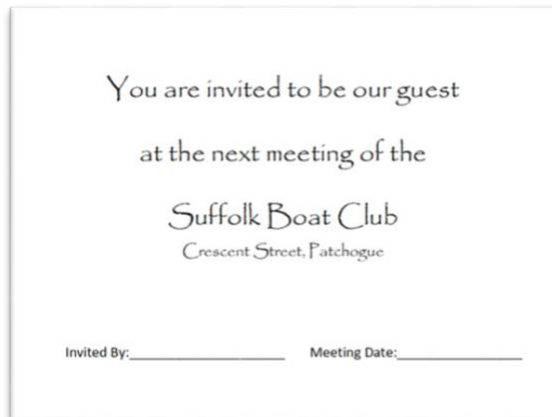 You are invited to be our guest
at the next meeting of the
Suffolk Boat Club
Crescent Street, Patchogue
Invited By:____________________ Meeting Date:________________